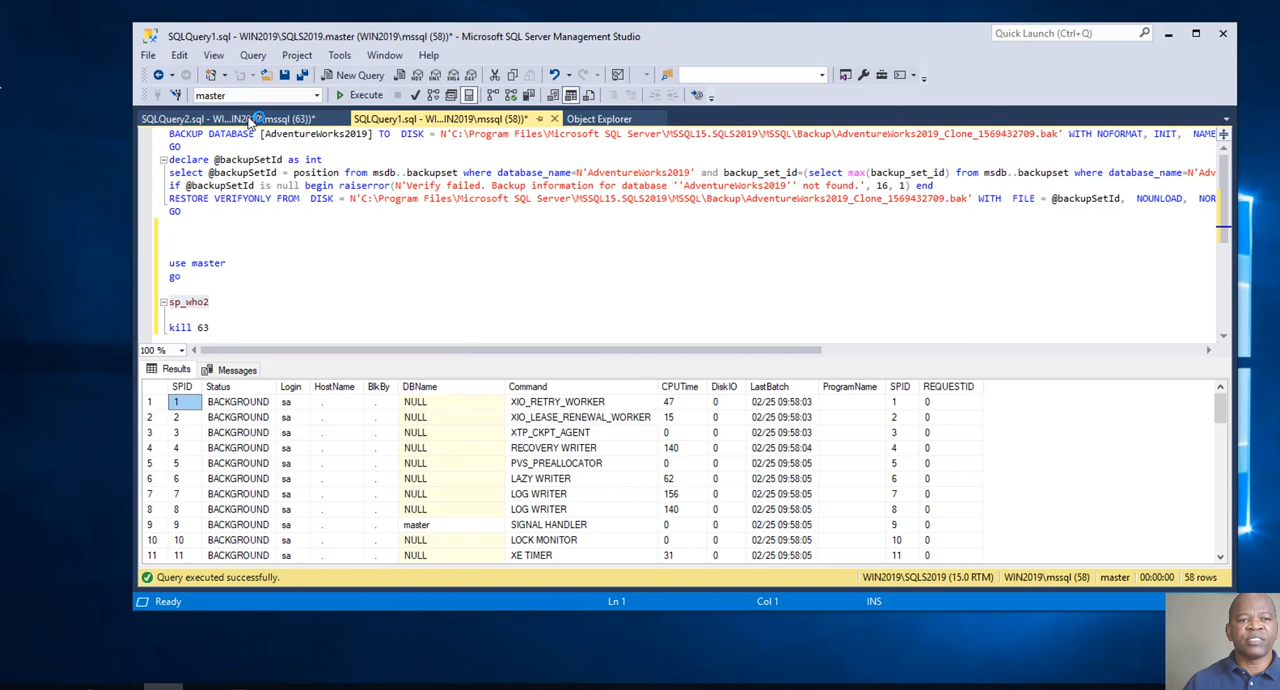 SQLQuery1.sql - WIN2019\SQLS2019.master (WIN2019\mssql (58))* - Microsoft SQL Server Management Studio
Quick Launch (Ctrl+Q)
File Edit View Query Project Tools Window Help
New Query
master Execute
SQLQuery2.sql - WI...IN20 \mssql (63))* SQLQuery1.sql - WI...IN2019\mssql (58))* Object Explorer
BACKUP DATABASE [AdventureWorks2019] TO DISK = N'C:\Program Files\Microsoft SQL Server\MSSQL15.SQLS2019\MSSQL\Backup\AdventureWorks2019_Clone_1569432709.bak' WITH NOFORMAT, INIT, NAME
GO
declare @backupSetId as int
select @backupSetId = position from msdb..backupset where database_name=N'AdventureWorks2019' and backup_set_id=(select max(backup_set_id) from msdb..backupset where database_name=N'Adv
if @backupSetId is null begin raiserror(N'Verify failed. Backup information for database ''AdventureWorks2019'' not found.', 16, 1) end
RESTORE VERIFYONLY FROM DISK = N'C:\Program Files\Microsoft SQL Server\MSSQL15.SQLS2019\MSSQL\Backup\AdventureWorks2019_Clone_1569432709.bak' WITH FILE = @backupSetId, NOUNLOAD, NOR
GO
use master
go
sp_who2
kill 63
100 %
Results Messages
SPID Status Login HostName BlkBy DBName Command CPUTime DiskIO LastBatch ProgramName SPID REQUESTID
1 1 BACKGROUND sa . . NULL XIO_RETRY_WORKER 47 0 02/25 09:58:03 1 0
2 2 BACKGROUND sa . . NULL XIO_LEASE_RENEWAL_WORKER 15 0 02/25 09:58:03 2 0
3 3 BACKGROUND sa . . NULL XTP_CKPT_AGENT 0 0 02/25 09:58:03 3 0
4 4 BACKGROUND sa . . NULL RECOVERY WRITER 140 0 02/25 09:58:04 4 0
5 5 BACKGROUND sa . . NULL PVS_PREALLOCATOR 0 0 02/25 09:58:05 5 0
6 6 BACKGROUND sa . . NULL LAZY WRITER 62 0 02/25 09:58:05 6 0
7 7 BACKGROUND sa . . NULL LOG WRITER 156 0 02/25 09:58:05 7 0
8 8 BACKGROUND sa . . NULL LOG WRITER 140 0 02/25 09:58:05 8 0
9 9 BACKGROUND sa . . master SIGNAL HANDLER 0 0 02/25 09:58:05 9 0
10 10 BACKGROUND sa . . NULL LOCK MONITOR 0 0 02/25 09:58:05 10 0
11 11 BACKGROUND sa . . NULL XE TIMER 31 0 02/25 09:58:05 11 0
Query executed successfully. WIN2019\SQLS2019 (15.0 RTM) WIN2019\mssql (58) master 00:00:00 58 rows
Ready Ln 1 Col 1 INS